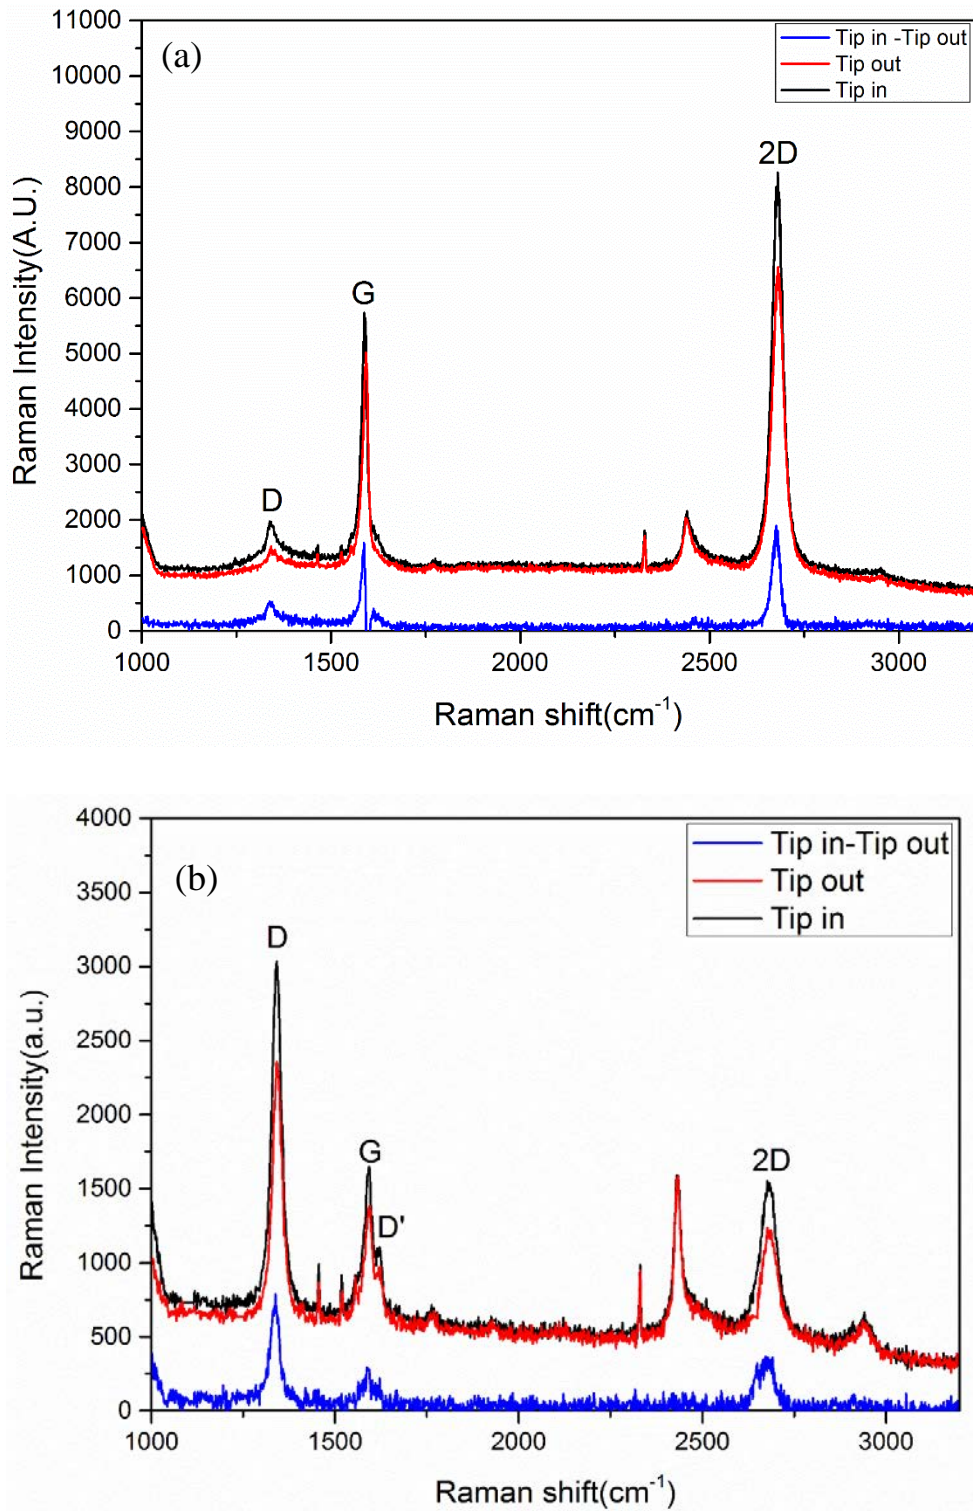 11000
10000
9000
8000
7000
6000
5000
4000
3000
2000
1000
0
Raman Intensity(A.U.)
(a)
Tip in -Tip out
Tip out
Tip in
D
G
2D
1000 1500 2000 2500 3000
Raman shift(cm⁻¹)
4000
3500
3000
2500
2000
1500
1000
500
0
Raman Intensity(a.u.)
(b)
Tip in-Tip out
Tip out
Tip in
D
G
D'
2D
1000 1500 2000 2500 3000
Raman shift(cm⁻¹)